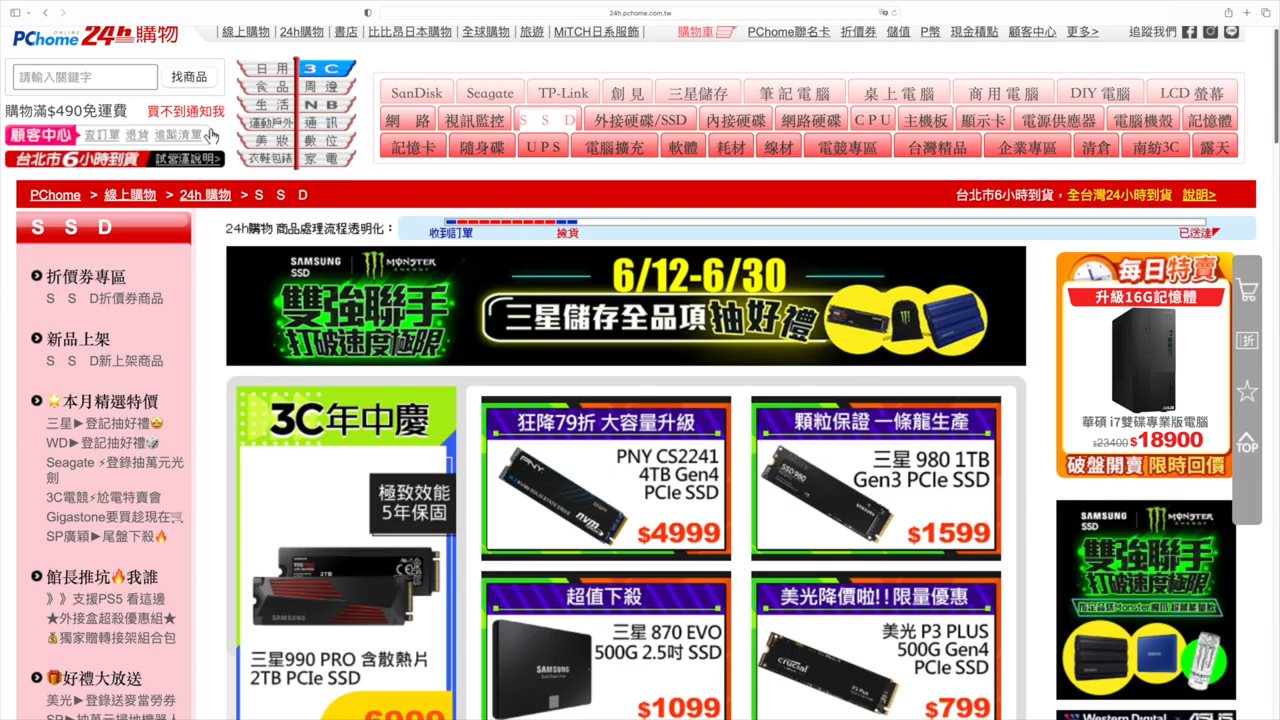 24h.pchome.com.tw
PChome ONLINE 24h購物
線上購物 | 24h購物 | 書店 | 比比昂日本購物 | 全球購物 | 旅遊 | MiTCH日系服飾 |
購物車 PChome聯名卡 折價券 儲值 P幣 現金積點 顧客中心 更多>
追蹤我們
請輸入關鍵字
找商品
購物滿$490免運費 買不到通知我
顧客中心 查訂單 退貨 追蹤清單
台北市6小時到貨 試營運說明>
日用 3C
食品 周邊
生活 NB
運動戶外 通訊
美妝 數位
衣鞋包錶 家電
SanDisk Seagate TP-Link 創見 三星儲存 筆記電腦 桌上電腦 商用電腦 DIY電腦 LCD螢幕
網路 視訊監控 SSD 外接硬碟/SSD 內接硬碟 網路硬碟 CPU 主機板 顯示卡 電源供應器 電腦機殼 記憶體
記憶卡 隨身碟 UPS 電腦擴充 軟體 耗材 線材 電競專區 台灣精品 企業專區 清倉 南紡3C 露天
PChome > 線上購物 > 24h 購物 > S S D
台北市6小時到貨，全台灣24小時到貨 說明>
S S D
折價券專區
S S D折價券商品
新品上架
S S D新上架商品
⭐本月精選特價
三星►登記抽好禮🤩
WD►登記抽好禮
Seagate ⚡登錄抽萬元光
劍
3C電競⚡尬電特賣會
Gigastone要買趁現在🛒
SP廣穎►尾盤下殺🔥
館長推坑🔥我誰
》》支援PS5 看這邊
★外接盒超殺優惠組★
💰獨家贈轉接架組合包
🎁好禮大放送
美光►登錄送麥當勞券
24h購物 商品處理流程透明化：
收到訂單 撿貨 已送達
SAMSUNG
SSD
MONSTER
ENERGY
雙強聯手
打破速度極限
6/12-6/30
三星儲存全品項抽好禮
3C年中慶
極致效能
5年保固
SAMSUNG
三星990 PRO 含散熱片
2TB PCIe SSD
6999
狂降79折 大容量升級
PNY
nvme
PNY CS2241
4TB Gen4
PCIe SSD
$4999
顆粒保證 一條龍生產
SSD 980
三星 980 1TB
Gen3 PCIe SSD
$1599
超值下殺
SAMSUNG
三星 870 EVO
500G 2.5吋 SSD
$1099
美光降價啦!!限量優惠
crucial
美光 P3 PLUS
500G Gen4
PCIe SSD
$799
每日特賣
升級16G記憶體
華碩 i7雙碟專業版電腦
$23400 $18900
破盤開賣 限時回價
折
TOP
SAMSUNG
SSD
MONSTER
ENERGY
雙強聯手
打破速度極限
Western Digital
ASUS